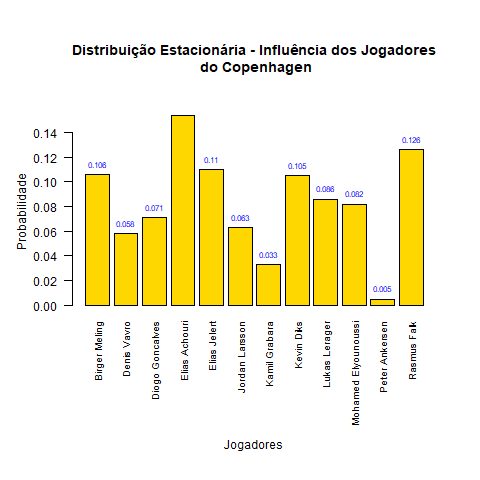 Distribuição Estacionária - Influência dos Jogadores
do Copenhagen
Probabilidade
0.14
0.12
0.10
0.08
0.06
0.04
0.02
0.00
0.106
0.058
0.071
0.11
0.063
0.033
0.105
0.086
0.082
0.005
0.126
Birger Meling
Denis Vavro
Diogo Goncalves
Elias Achouri
Elias Jelert
Jordan Larsson
Kamil Grabara
Kevin Diks
Lukas Lerager
Mohamed Elyounoussi
Peter Ankersen
Rasmus Falk
Jogadores